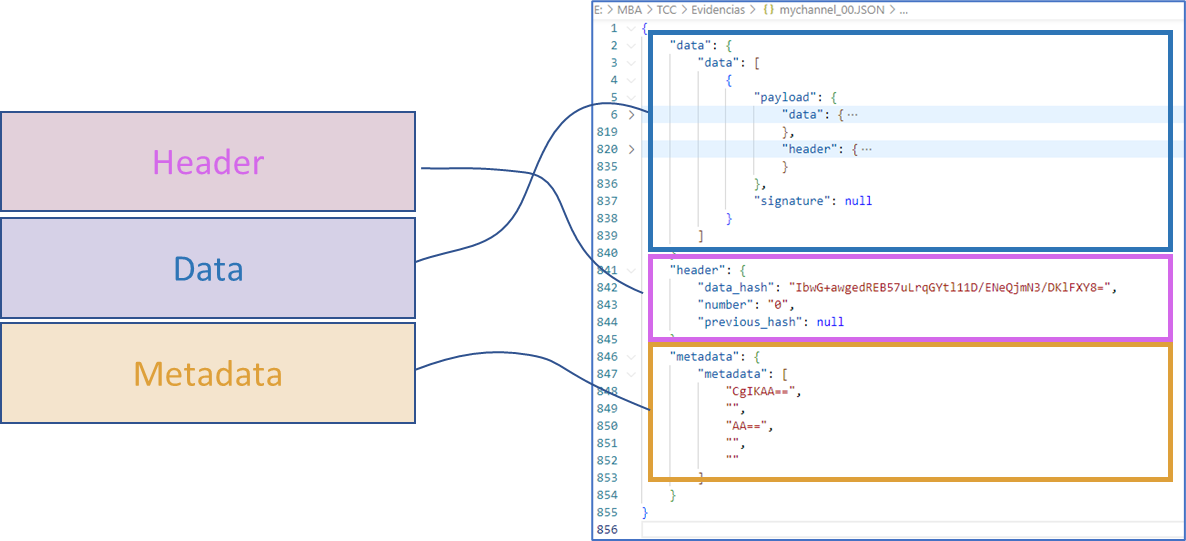 Header
Data
Metadata
E: > MBA > TCC > Evidencias > {} mychannel_00.JSON > ...
1 {
2 "data": {
3 "data": [
4 {
5 "payload": {
6 "data": { ...
819 },
820 "header": { ...
835 }
836 },
837 "signature": null
838 }
839 ]
840 }
841 "header": {
842 "data_hash": "IbwG+awgedREB57uLrqGYtl11D/ENeQjmN3/DKlFXY8=",
843 "number": "0",
844 "previous_hash": null
845 }
846 "metadata": {
847 "metadata": [
848 "CgIKAA==",
849 "",
850 "AA==",
851 "",
852 ""
853 ]
854 }
855 }
856